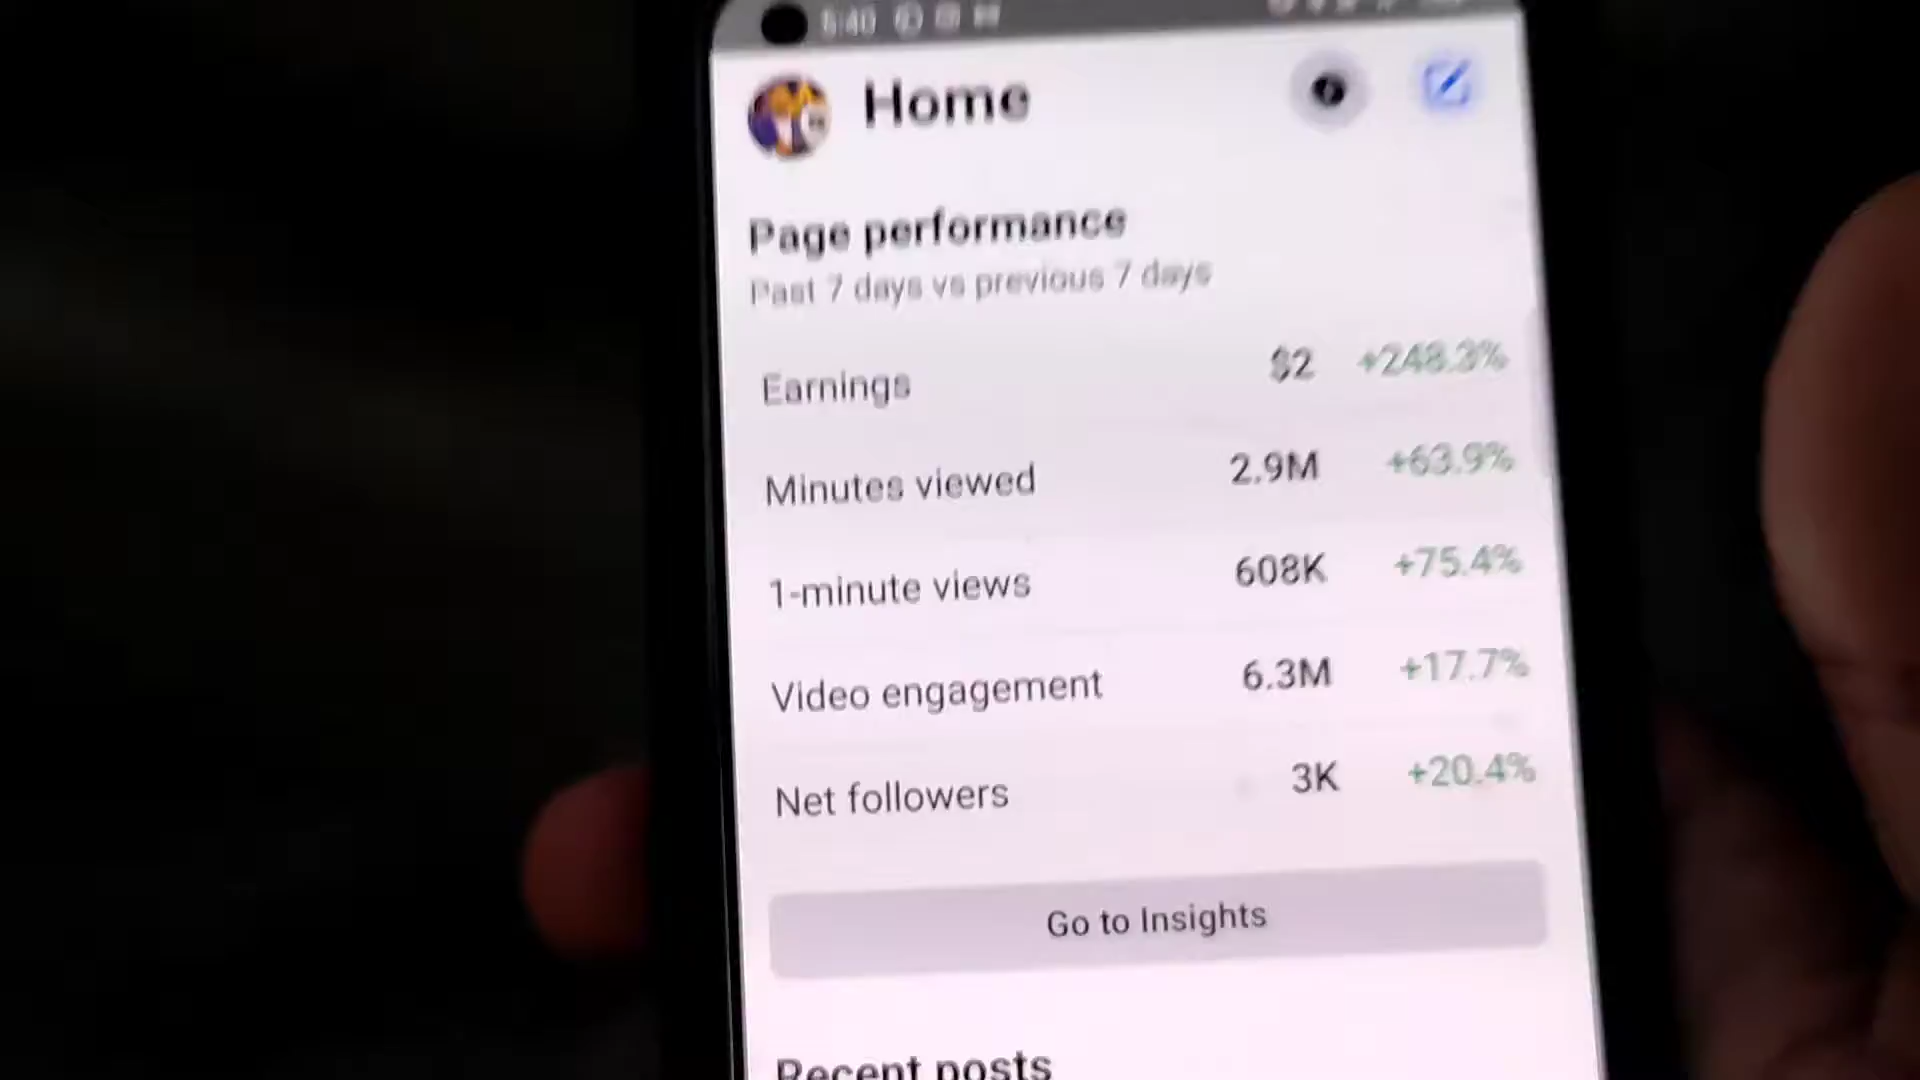 5:40
Home
Page performance
Past 7 days vs previous 7 days
Earnings $2 +248.3%
Minutes viewed 2.9M +63.9%
1-minute views 608K +75.4%
Video engagement 6.3M +17.7%
Net followers 3K +20.4%
Go to Insights
Recent posts